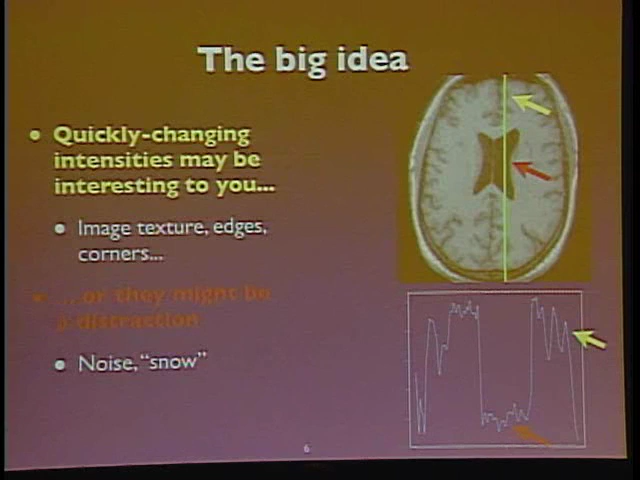 The big idea
• Quickly-changing
intensities may be
interesting to you...
• Image texture, edges,
corners...
• ...or they might be
a distraction
• Noise, "snow"
6